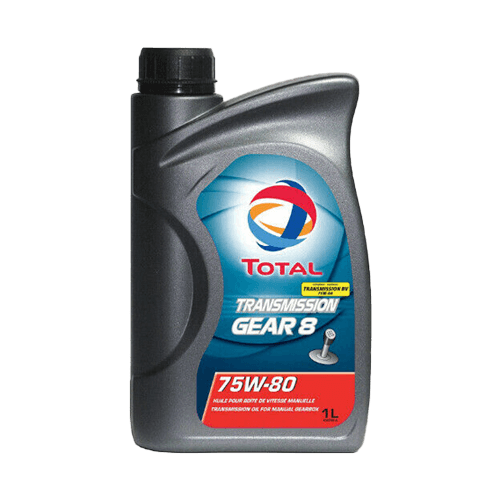 TOTAL
TRANSMISSION BV
TRANSMISSION
GEAR 8
75W-80
HUILE POUR BOÎTE DE VITESSE MANUELLE
TRANSMISSION OIL FOR MANUAL GEARBOX
1L